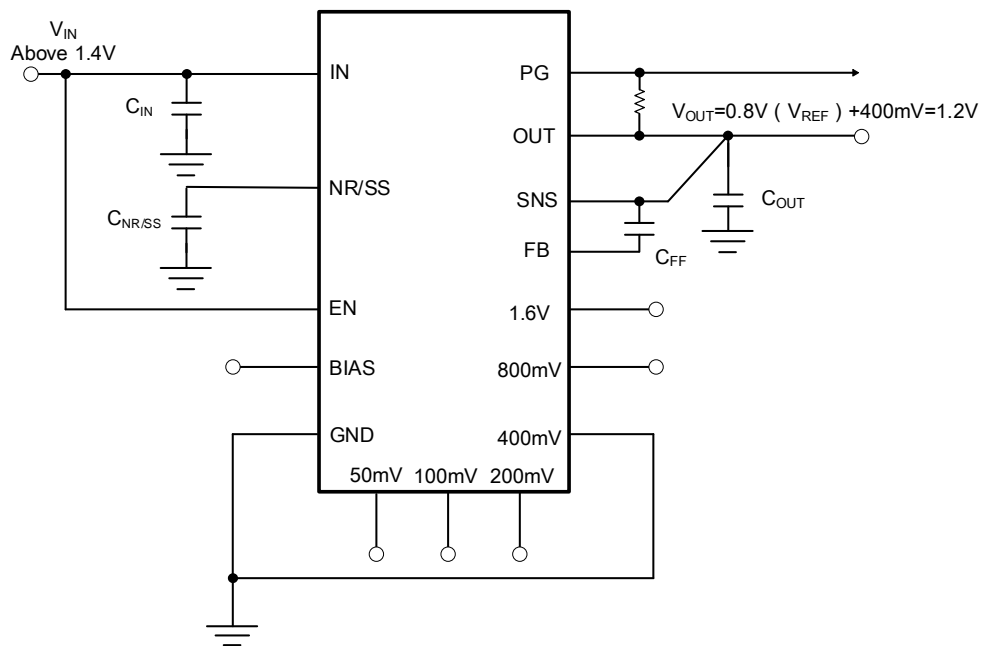 VIN
Above 1.4V
CIN
CNR/SS
IN
NR/SS
EN
BIAS
GND
PG
OUT
SNS
FB
1.6V
800mV
400mV
50mV 100mV 200mV
VOUT=0.8V ( VREF ) +400mV=1.2V
COUT
CFF